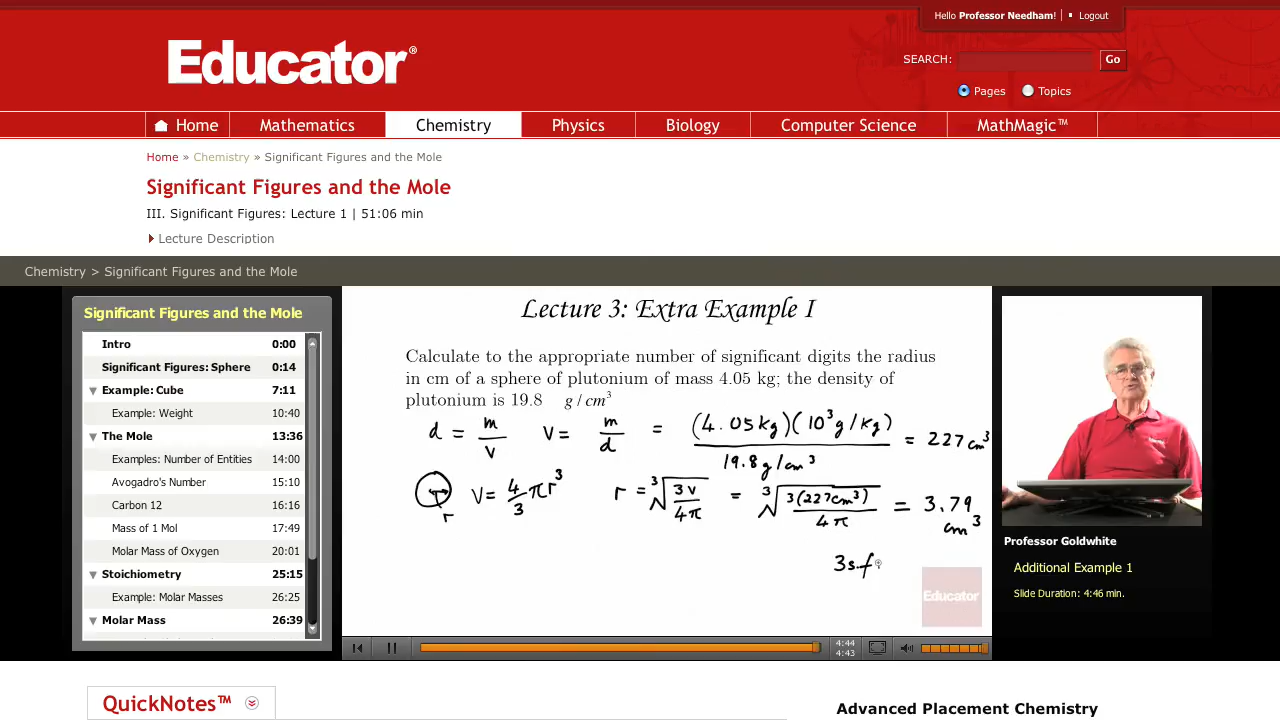 Hello Professor Needham! Logout
Educator®
SEARCH: Go
Pages Topics
Home Mathematics Chemistry Physics Biology Computer Science MathMagic™
Home » Chemistry » Significant Figures and the Mole
Significant Figures and the Mole
III. Significant Figures: Lecture 1 | 51:06 min
Lecture Description
Chemistry > Significant Figures and the Mole
Significant Figures and the Mole
Intro 0:00
Significant Figures: Sphere 0:14
Example: Cube 7:11
Example: Weight 10:40
The Mole 13:36
Examples: Number of Entities 14:00
Avogadro's Number 15:10
Carbon 12 16:16
Mass of 1 Mol 17:49
Molar Mass of Oxygen 20:01
Stoichiometry 25:15
Example: Molar Masses 26:25
Molar Mass 26:39
Lecture 3: Extra Example I
Calculate to the appropriate number of significant digits the radius
in cm of a sphere of plutonium of mass 4.05 kg; the density of
plutonium is 19.8 g/cm³
d = m/v V = m/d = (4.05kg)(10³g/kg) / 19.8g/cm³ = 227cm³
r V = 4/3 πr³ r = ³√(3V/4π) = ³√(3(227cm³)/4π) = 3.79 cm³
3s.f
Educator
4:44
4:43
Professor Goldwhite
Additional Example 1
Slide Duration: 4:46 min.
QuickNotes™
Advanced Placement Chemistry